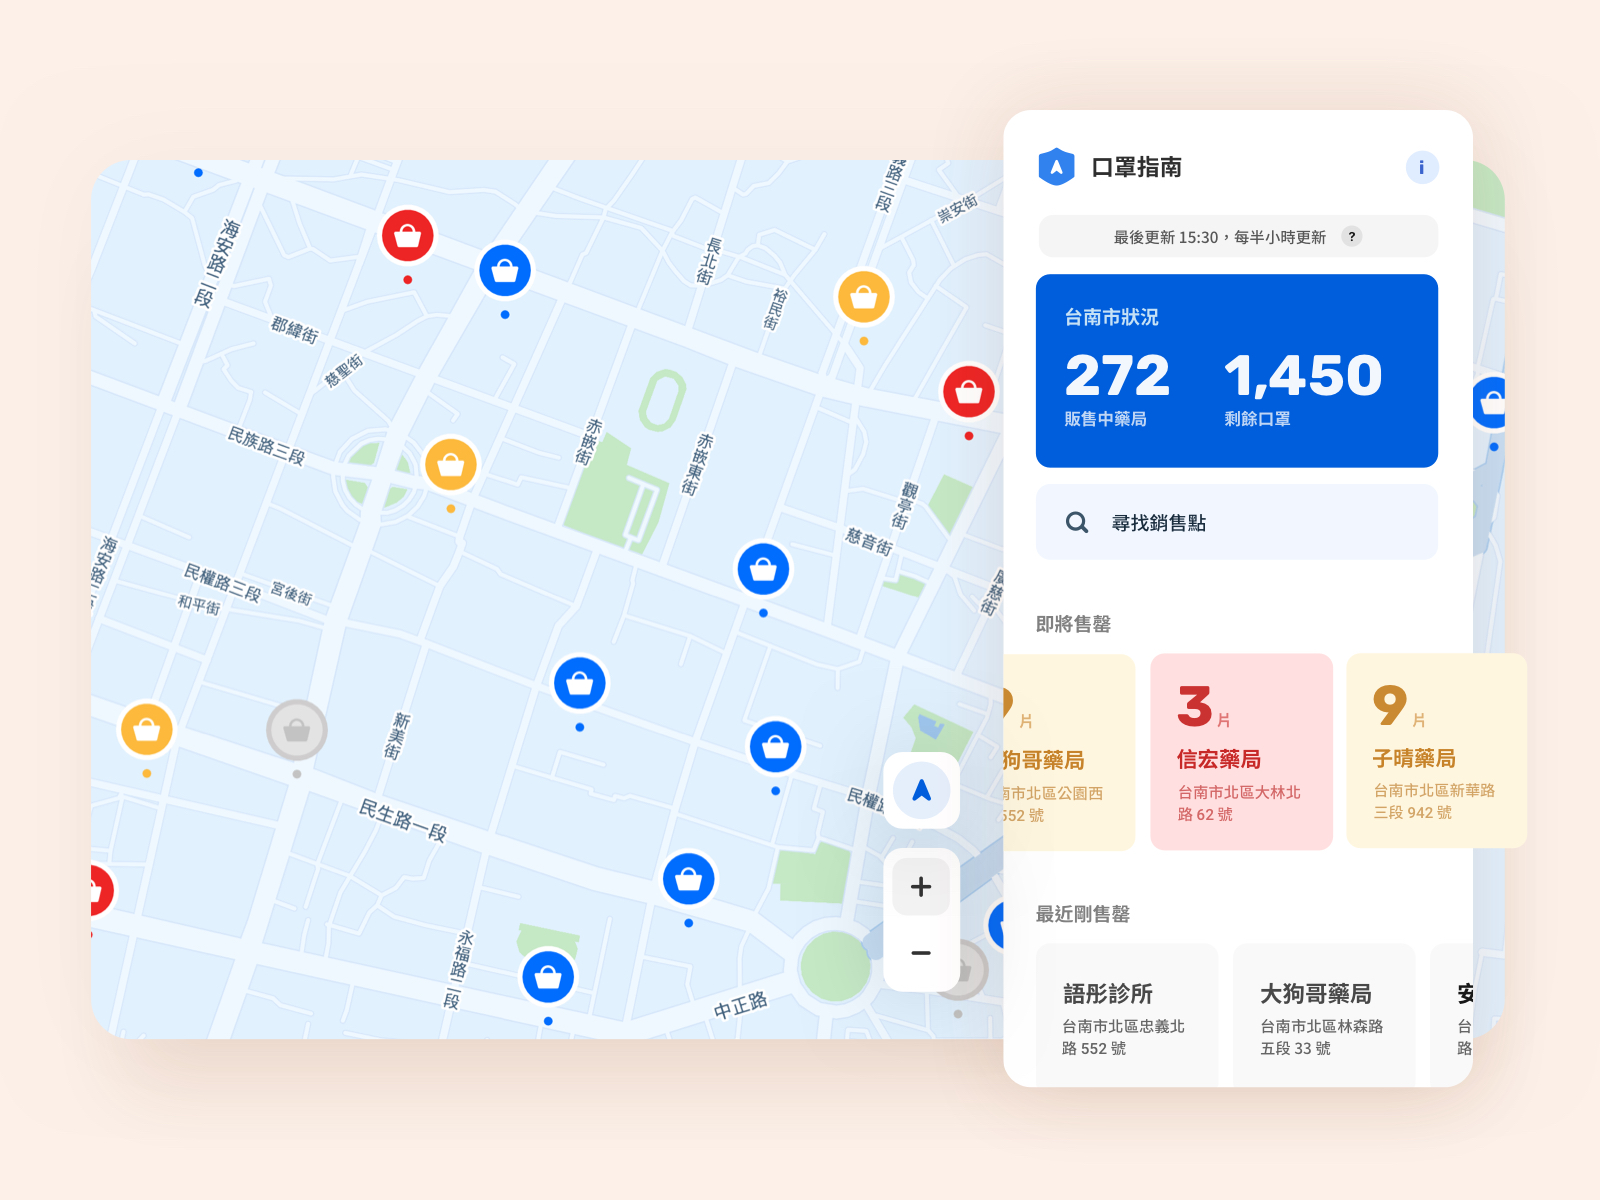 口罩指南
i
最後更新 15:30，每半小時更新 ?
台南市狀況
272
販售中藥局
1,450
剩餘口罩
尋找銷售點
即將售罄
片
狗哥藥局
南市北區公園西
552 號
3 片
信宏藥局
台南市北區大林北
路 62 號
9 片
子晴藥局
台南市北區新華路
三段 942 號
最近剛售罄
語彤診所
台南市北區忠義北
路 552 號
大狗哥藥局
台南市北區林森路
五段 33 號
安
台
路
海安路二段
郡緯街
慈聖街
長北街
裕民街
義路三段
崇安街
民族路三段
赤嵌街
赤嵌東街
觀亭街
慈音街
廣慈街
海安路二
民權路三段
宮後街
和平街
新美街
民生路一段
民權
永福路二段
中正路